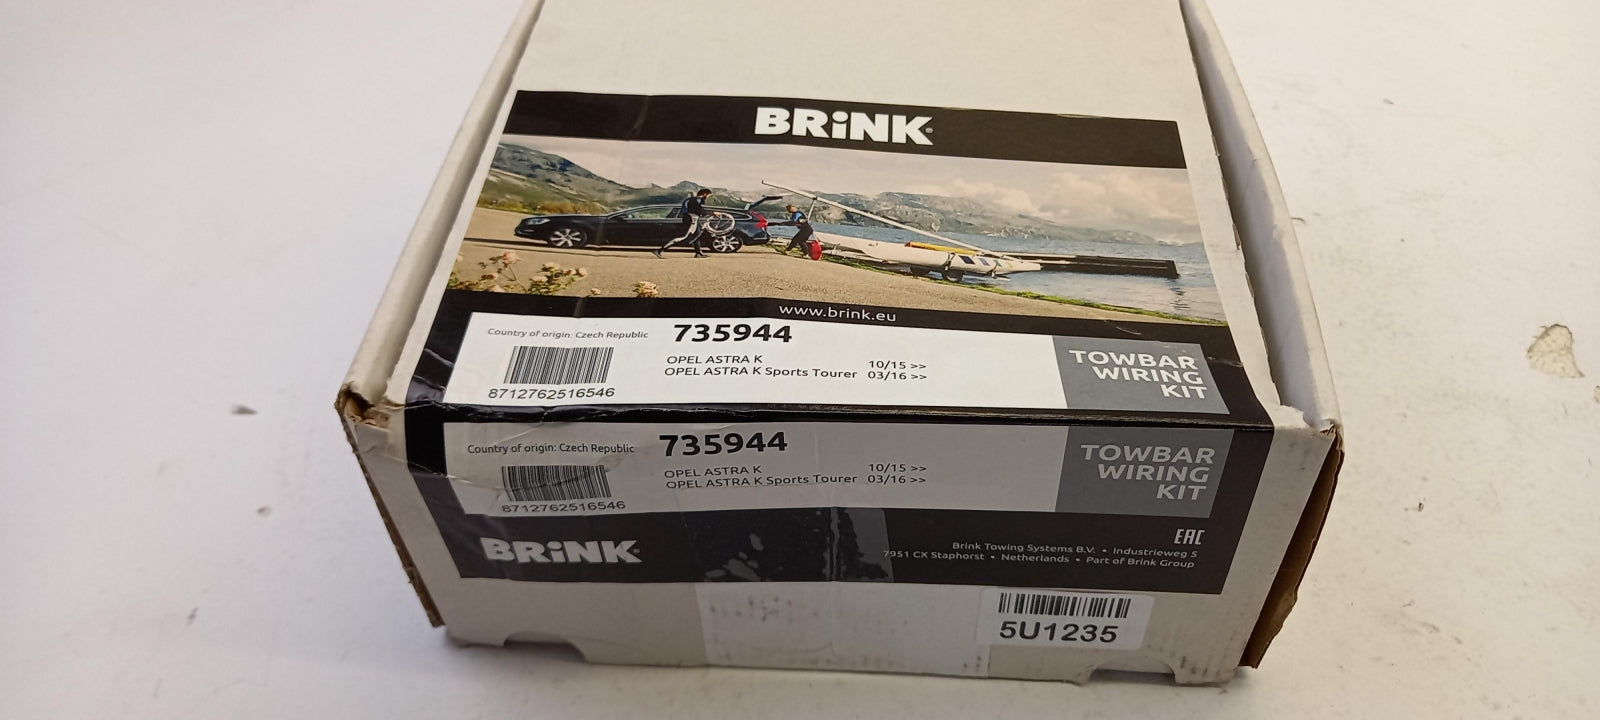 BRiNK
www.brink.eu
Country of origin: Czech Republic 735944
OPEL ASTRA K 10/15 >>
OPEL ASTRA K Sports Tourer 03/16 >>
8712762516546
TOWBAR
WIRING
KIT
Country of origin: Czech Republic 735944
OPEL ASTRA K 10/15 >>
OPEL ASTRA K Sports Tourer 03/16 >>
8712762516546
TOWBAR
WIRING
KIT
BRiNK
EAC
Brink Towing Systems B.V. • Industrieweg 5
7951 CX Staphorst • Netherlands • Part of Brink Group
5U1235